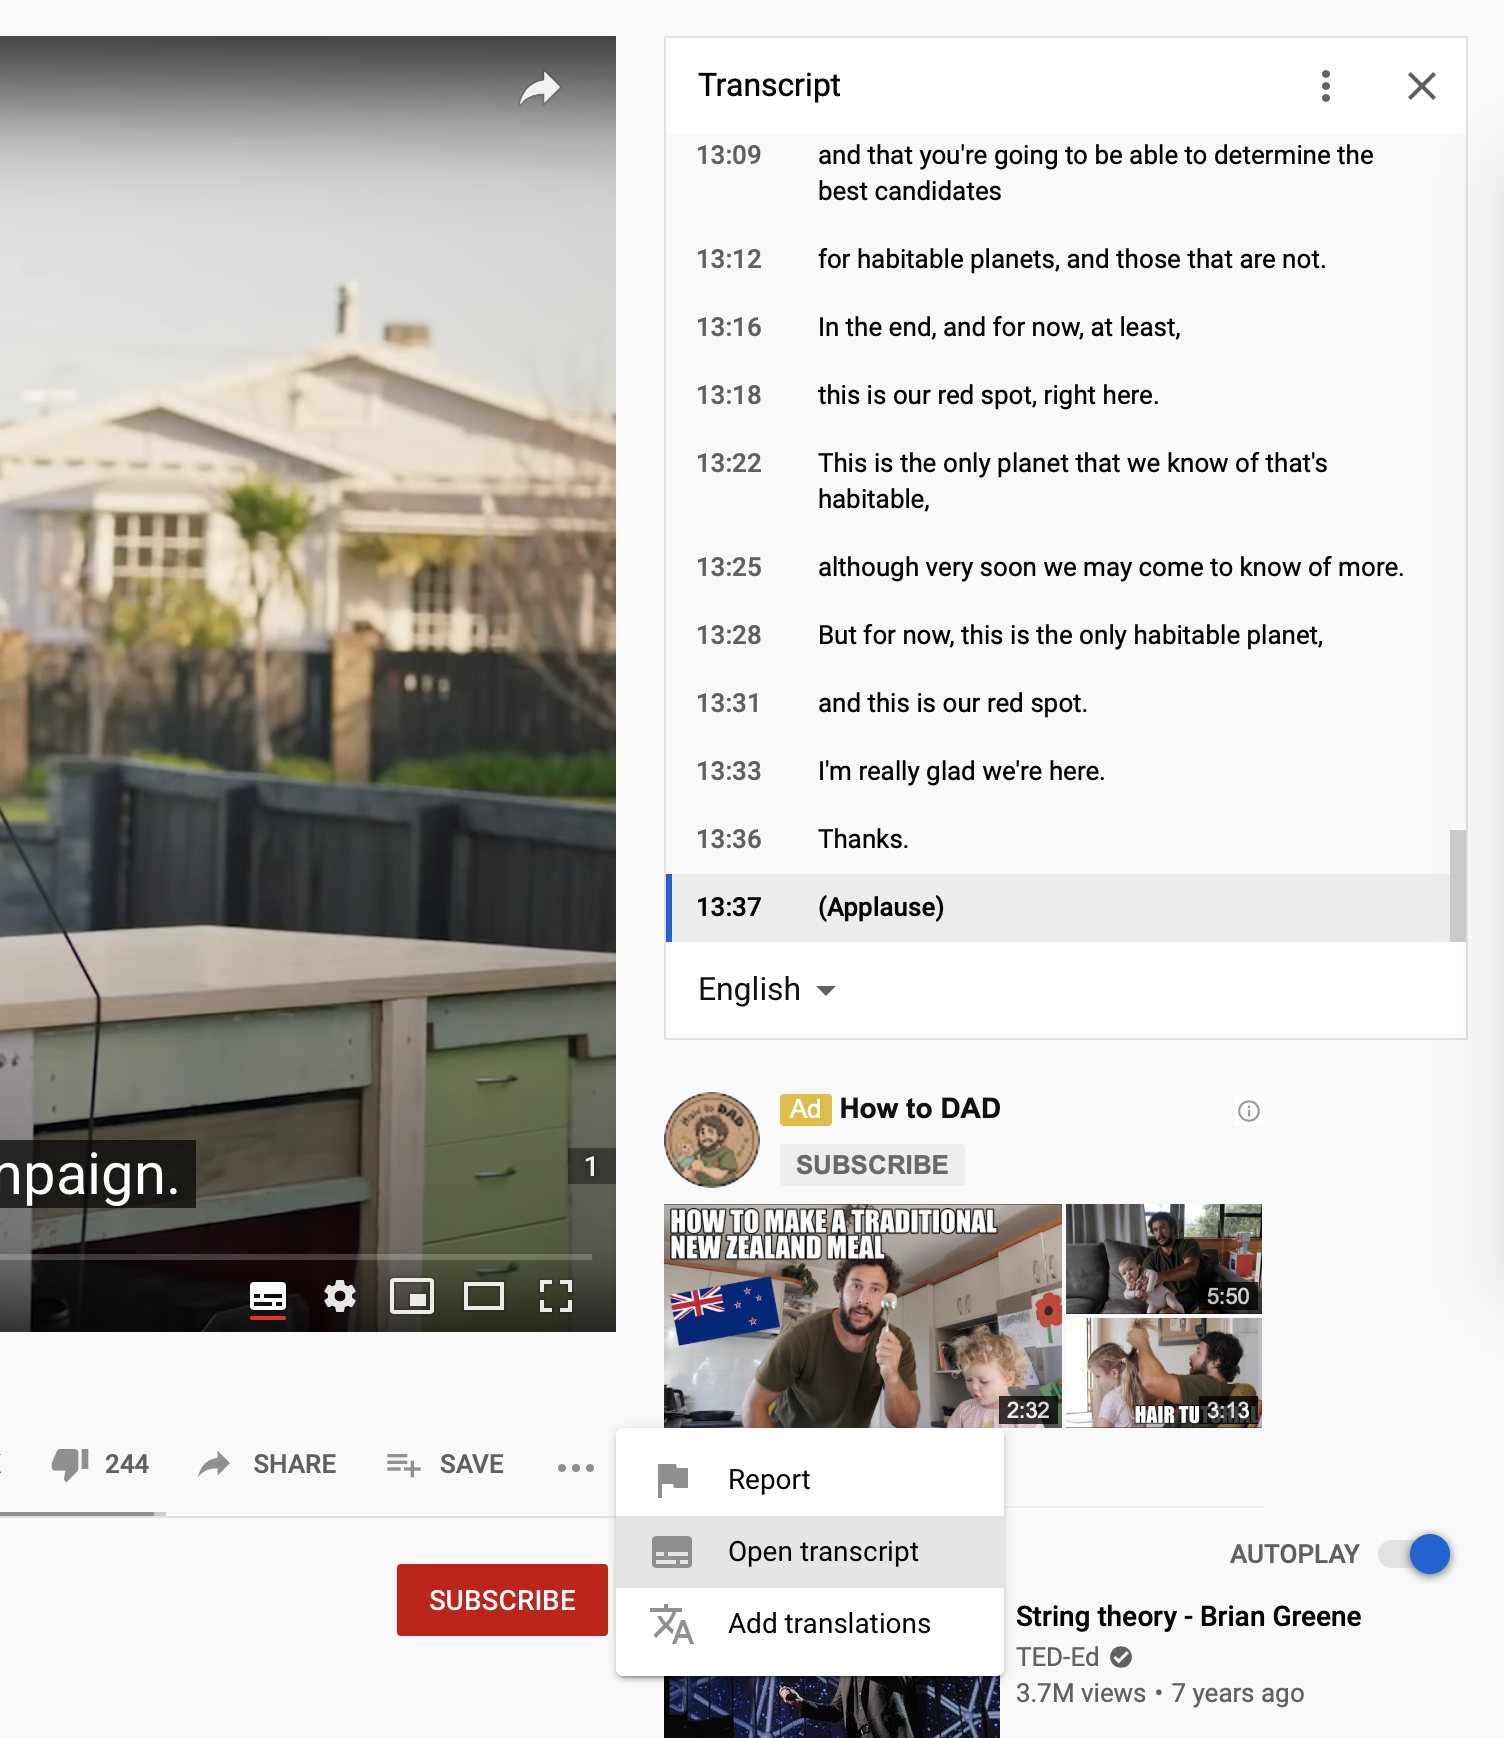 Transcript
13:09 and that you're going to be able to determine the
best candidates
13:12 for habitable planets, and those that are not.
13:16 In the end, and for now, at least,
13:18 this is our red spot, right here.
13:22 This is the only planet that we know of that's
habitable,
13:25 although very soon we may come to know of more.
13:28 But for now, this is the only habitable planet,
13:31 and this is our red spot.
13:33 I'm really glad we're here.
13:36 Thanks.
13:37 (Applause)
English
mpaign.
1
Ad How to DAD
SUBSCRIBE
HOW TO MAKE A TRADITIONAL
NEW ZEALAND MEAL
2:32
5:50
HAIR TU 3:13
244 SHARE SAVE
Report
Open transcript
Add translations
SUBSCRIBE
AUTOPLAY
String theory - Brian Greene
TED-Ed
3.7M views • 7 years ago